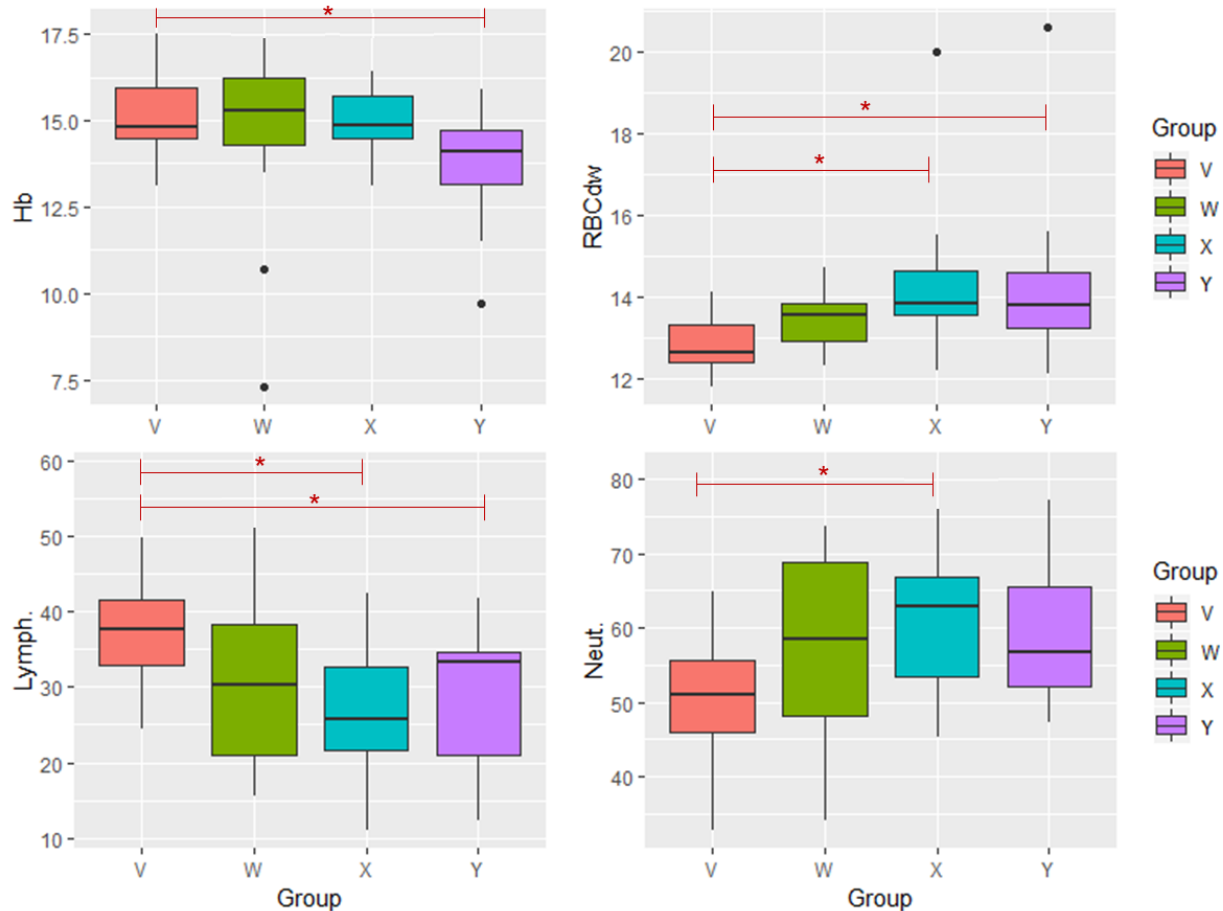 *
17.5
15.0
12.5
10.0
7.5
Hb
V W X Y
*
*
20
18
16
14
12
RBCdw
V W X Y
Group
V
W
X
Y
*
*
60
50
40
30
20
10
Lymph.
V W X Y
Group
*
80
70
60
50
40
Neut.
V W X Y
Group
Group
V
W
X
Y